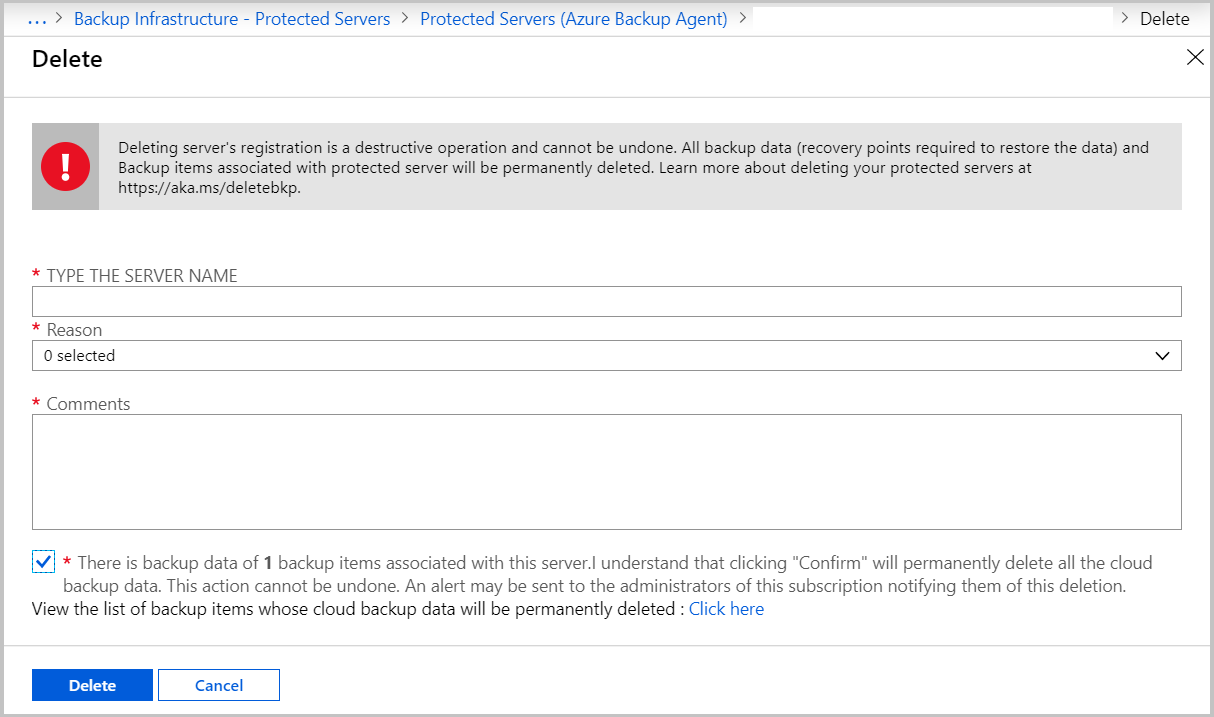 ... > Backup Infrastructure - Protected Servers > Protected Servers (Azure Backup Agent) > > Delete
Delete
Deleting server's registration is a destructive operation and cannot be undone. All backup data (recovery points required to restore the data) and
Backup items associated with protected server will be permanently deleted. Learn more about deleting your protected servers at
https://aka.ms/deletebkp.
* TYPE THE SERVER NAME
* Reason
0 selected
* Comments
* There is backup data of 1 backup items associated with this server.I understand that clicking "Confirm" will permanently delete all the cloud
backup data. This action cannot be undone. An alert may be sent to the administrators of this subscription notifying them of this deletion.
View the list of backup items whose cloud backup data will be permanently deleted : Click here
Delete Cancel